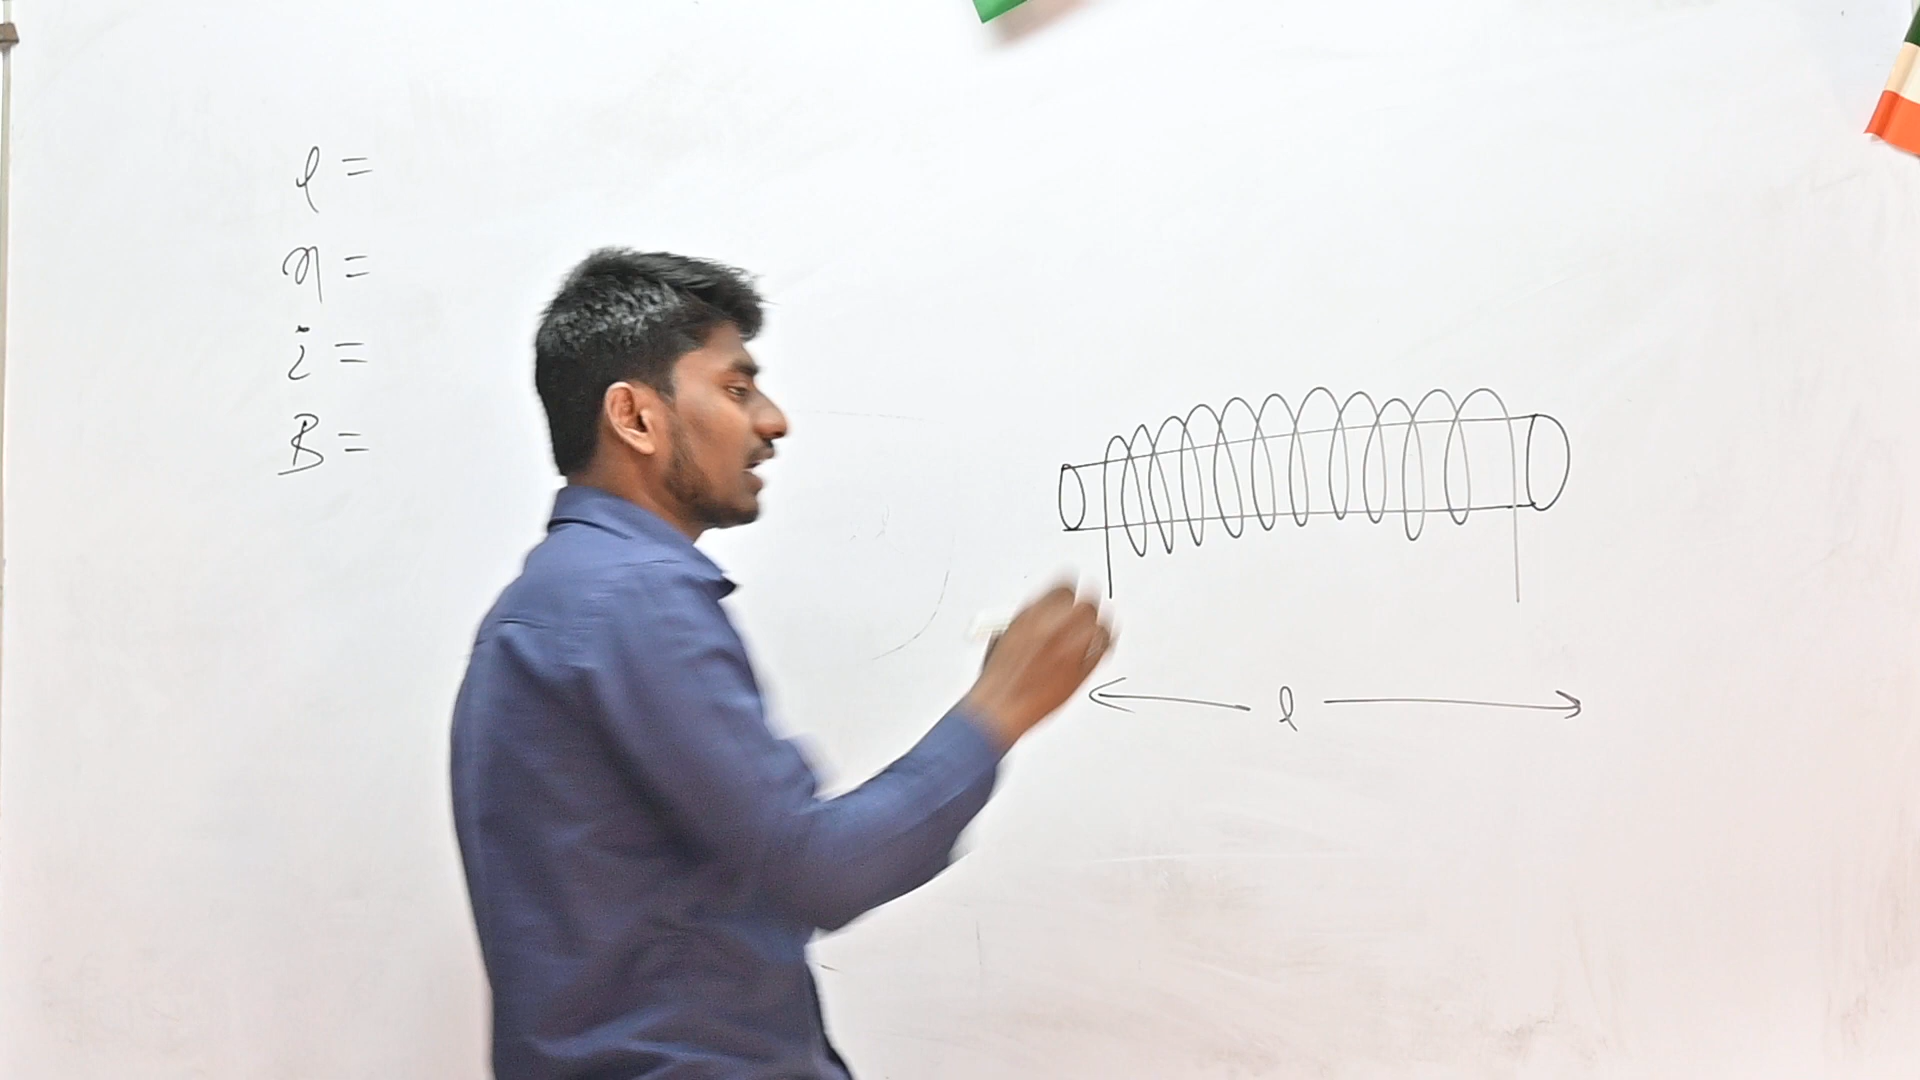 l =
n =
i =
B =
l